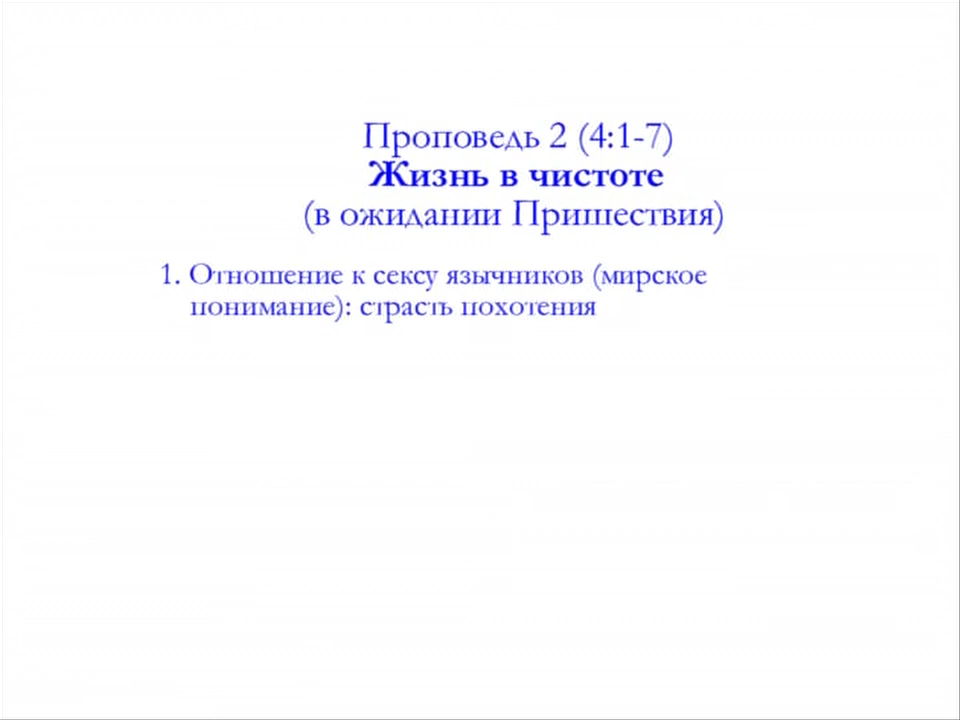 Проповедь 2 (4:1-7)
Жизнь в чистоте
(в ожидании Пришествия)
1. Отношение к сексу язычников (мирское
понимание): страсть похотения